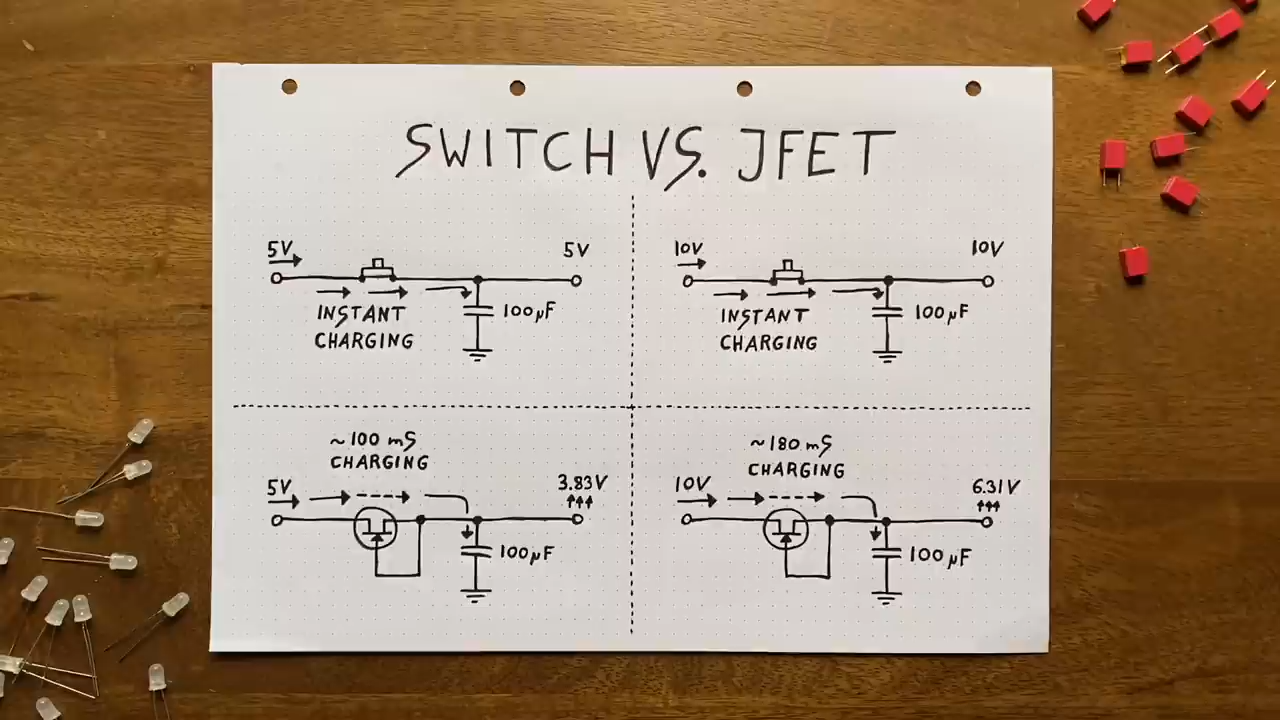 SWITCH VS. JFET
5V
5V
INSTANT
CHARGING
100µF
10V
10V
INSTANT
CHARGING
100µF
~100 mS
CHARGING
5V
3.83V
100µF
~180 mS
CHARGING
10V
6.31V
100µF